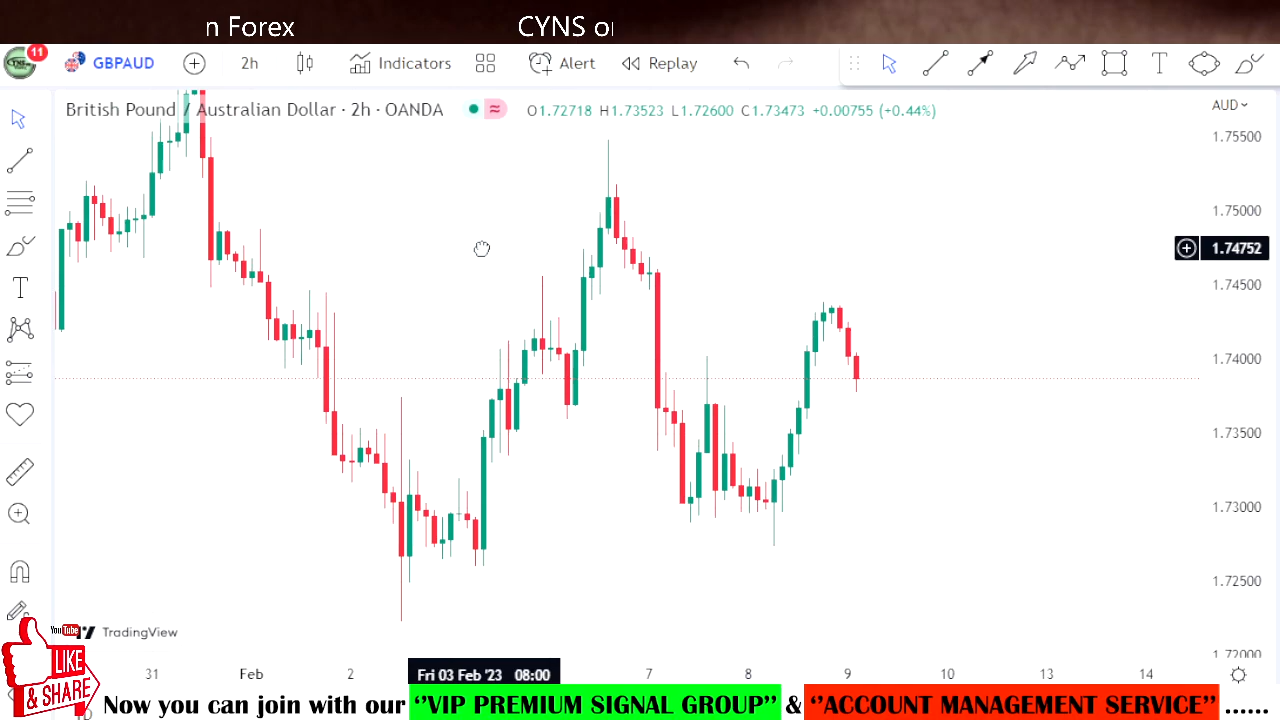 n Forex CYNS o
CYNS 11 GBPAUD 2h Indicators Alert Replay
British Pound / Australian Dollar · 2h · OANDA O1.72718 H1.73523 L1.72600 C1.73473 +0.00755 (+0.44%) AUD
1.75500
1.75000
1.74752
1.74500
1.74000
1.73500
1.73000
1.72500
1.72000
TradingView
YouTube
LIKE
& SHARE
31 Feb 2 Fri 03 Feb '23 08:00 7 8 9 10 13 14
Now you can join with our ‘’VIP PREMIUM SIGNAL GROUP’’ & ‘’ACCOUNT MANAGEMENT SERVICE’’ ......